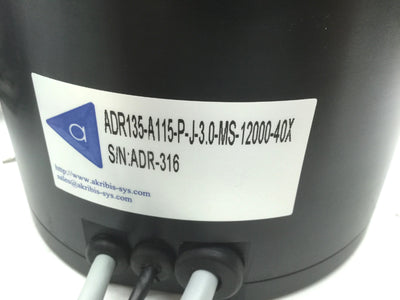 a
ADR135-A115-P-J-3.0-MS-12000-40X
S/N:ADR-316
http://www.akribis-sys.com
sales@akribis-sys.com